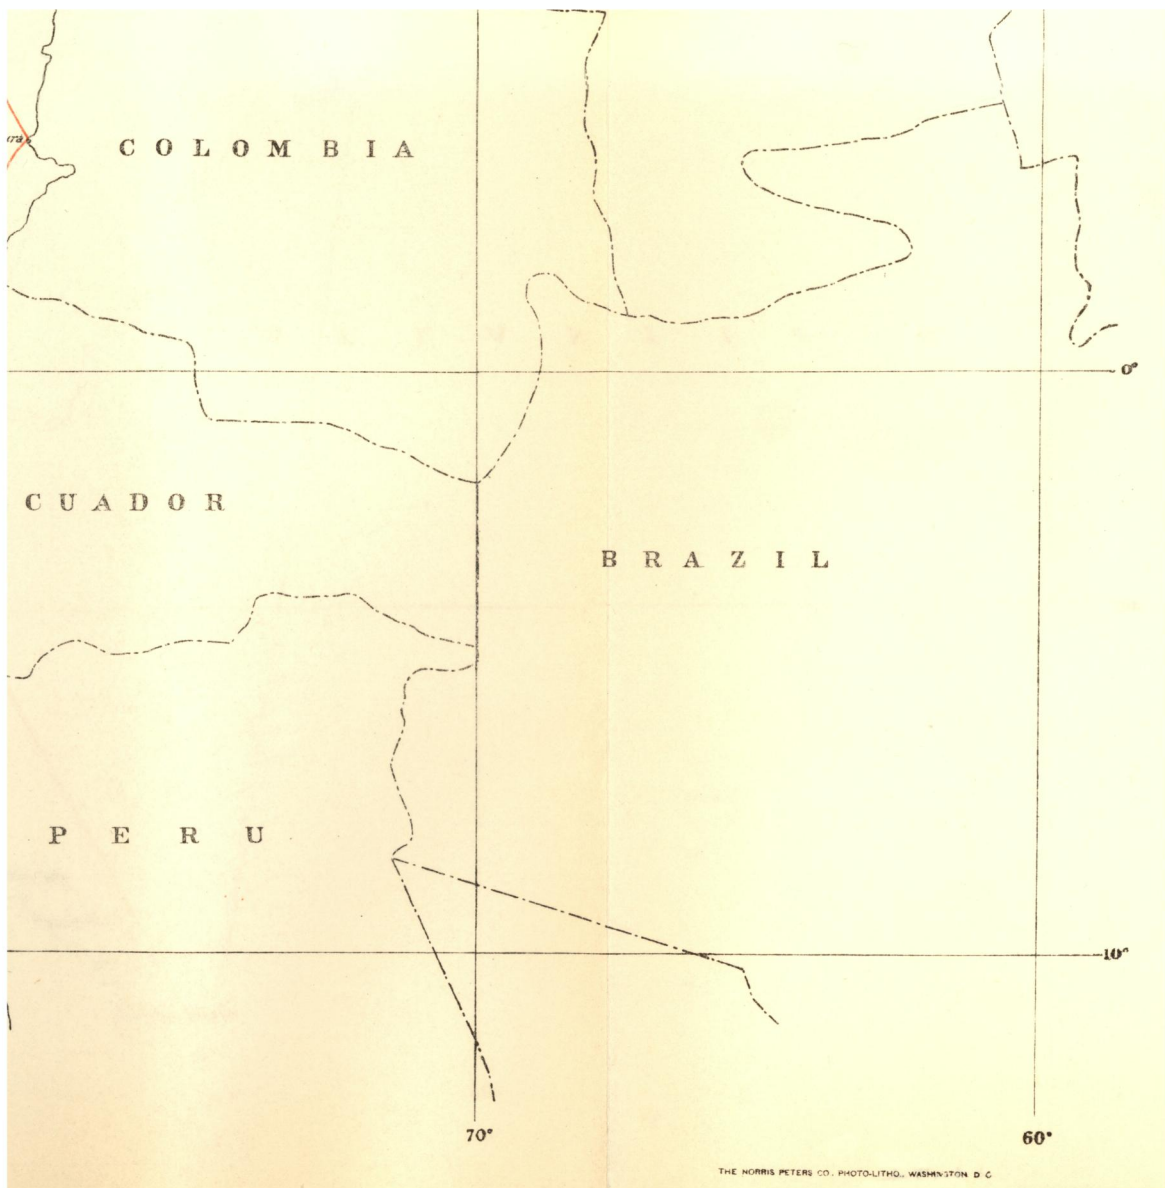 COLOMBIA
0°
CUADOR
BRAZIL
PERU
10°
70°
60°
THE NORRIS PETERS CO., PHOTO-LITHO., WASHINGTON D C